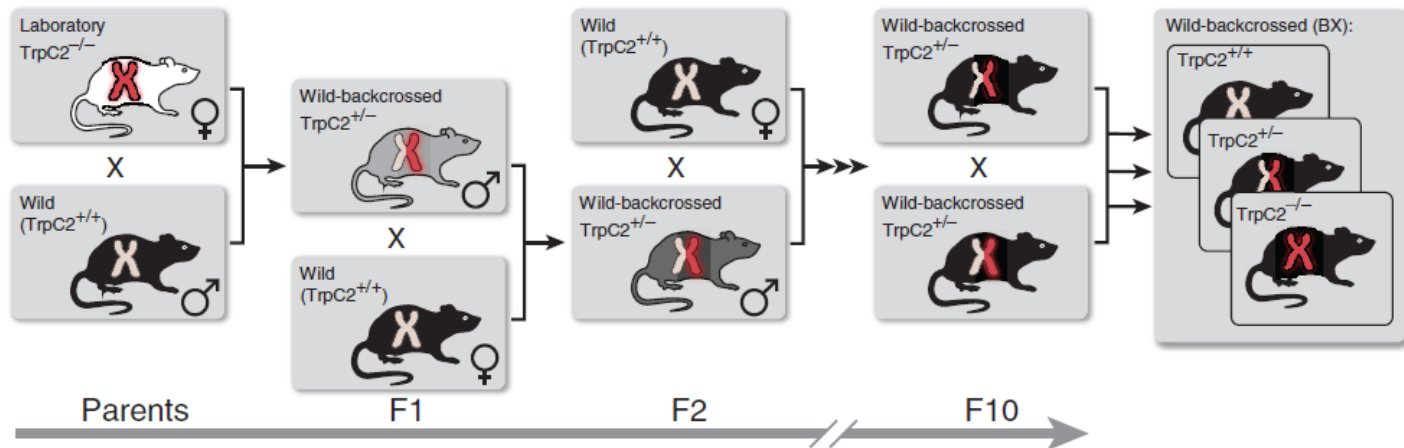 Laboratory
TrpC2–/–
X
Wild
(TrpC2+/+)
Wild-backcrossed
TrpC2+/–
X
Wild
(TrpC2+/+)
Wild
(TrpC2+/+)
X
Wild-backcrossed
TrpC2+/–
Wild-backcrossed
TrpC2+/–
X
Wild-backcrossed
TrpC2+/–
Wild-backcrossed (BX):
TrpC2+/+
TrpC2+/–
TrpC2–/–
Parents
F1
F2
F10